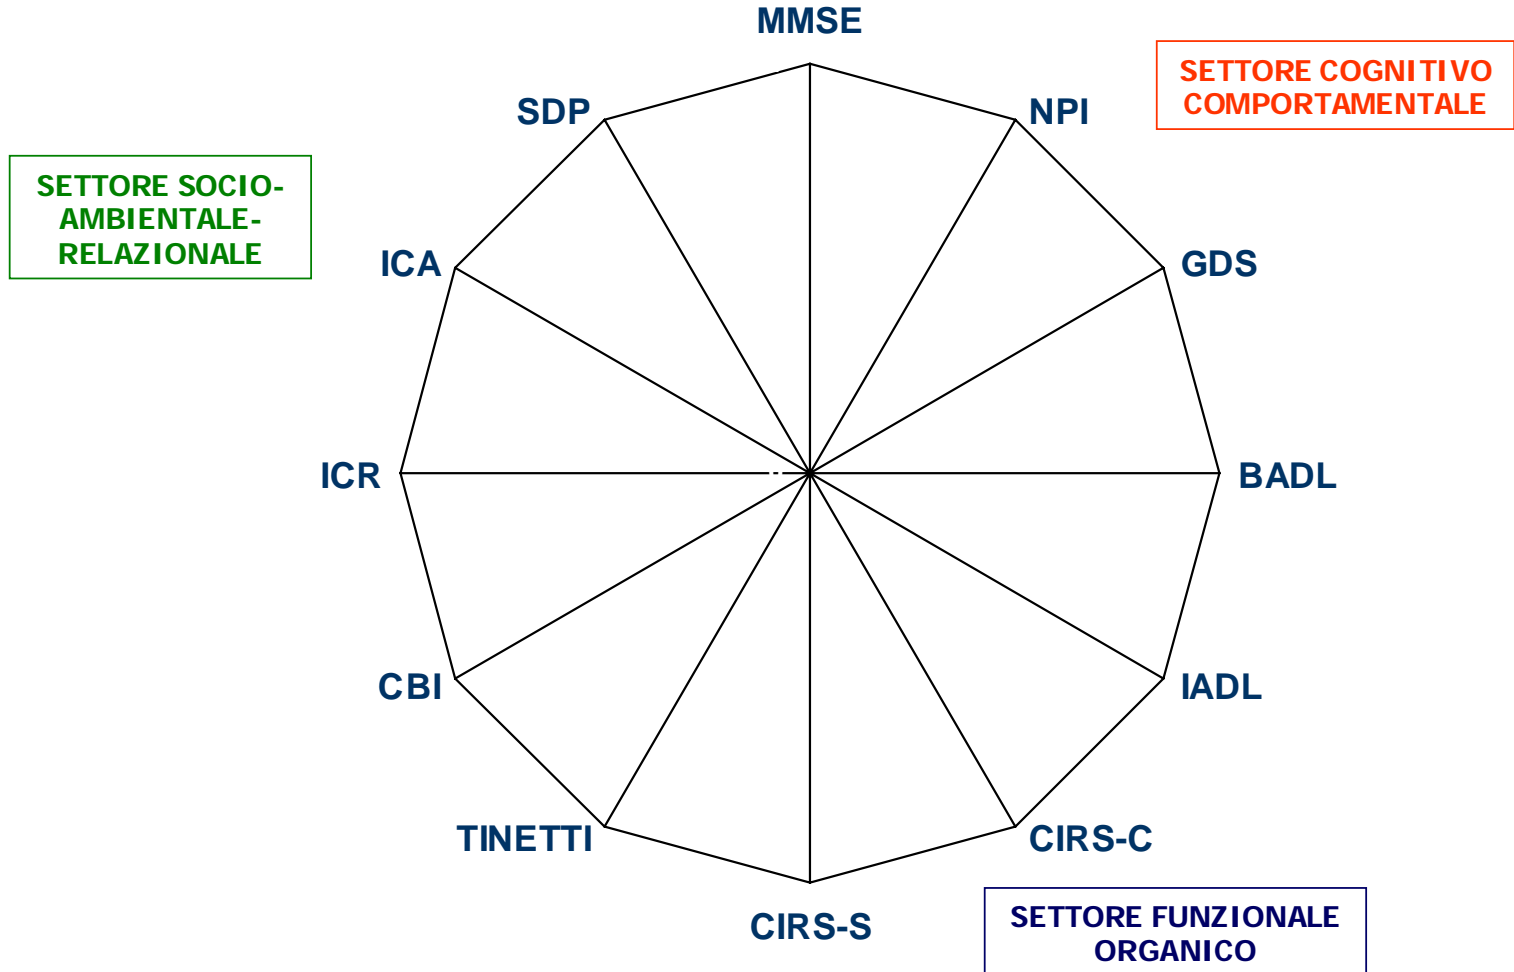 MMSE
SETTORE COGNITIVO
COMPORTAMENTALE
SDP
NPI
SETTORE SOCIO-
AMBIENTALE-
RELAZIONALE
ICA
GDS
ICR
BADL
CBI
IADL
TINETTI
CIRS-C
CIRS-S
SETTORE FUNZIONALE
ORGANICO